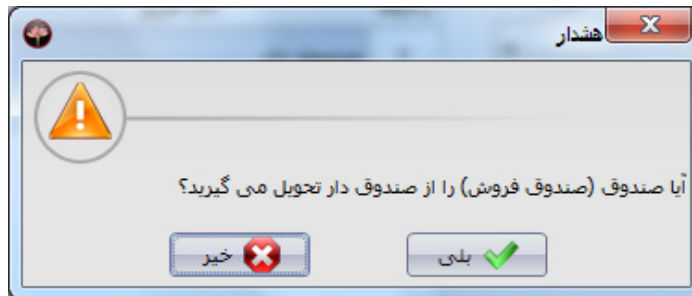 هشدار
آیا صندوق (صندوق فروش) را از صندوق دار تحویل می گیرید؟
بلی
خیر